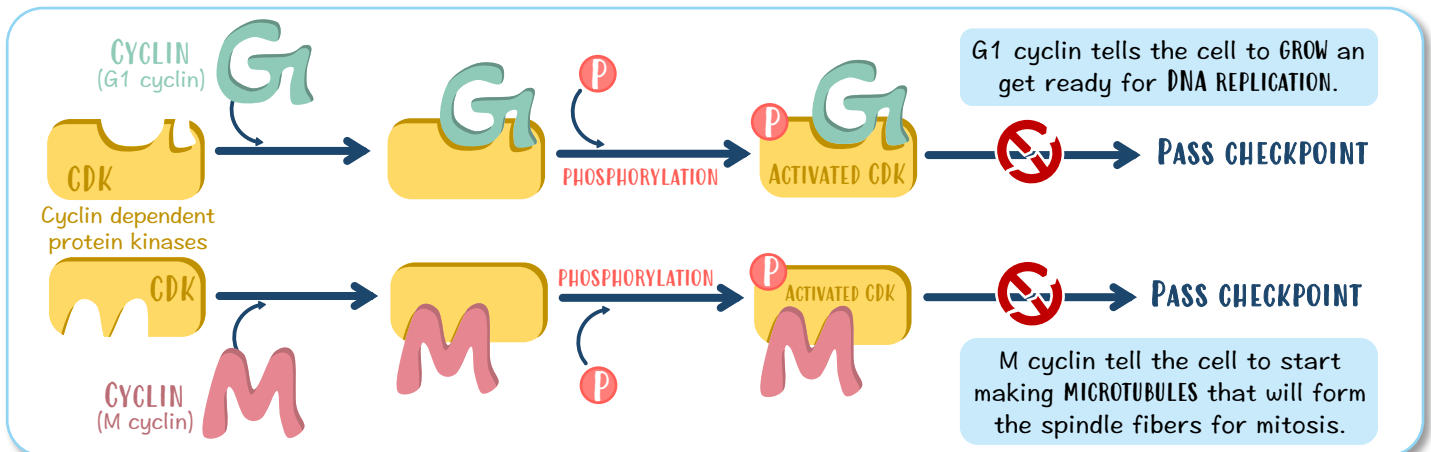 CYCLIN
(G1 cyclin)
G1
G1
P
P
G1
G1 cyclin tells the cell to GROW an
get ready for DNA REPLICATION.
CDK
PHOSPHORYLATION
ACTIVATED CDK
PASS CHECKPOINT
Cyclin dependent
protein kinases
CDK
M
CYCLIN
(M cyclin)
M
PHOSPHORYLATION
P
P
ACTIVATED CDK
M
PASS CHECKPOINT
M cyclin tell the cell to start
making MICROTUBULES that will form
the spindle fibers for mitosis.